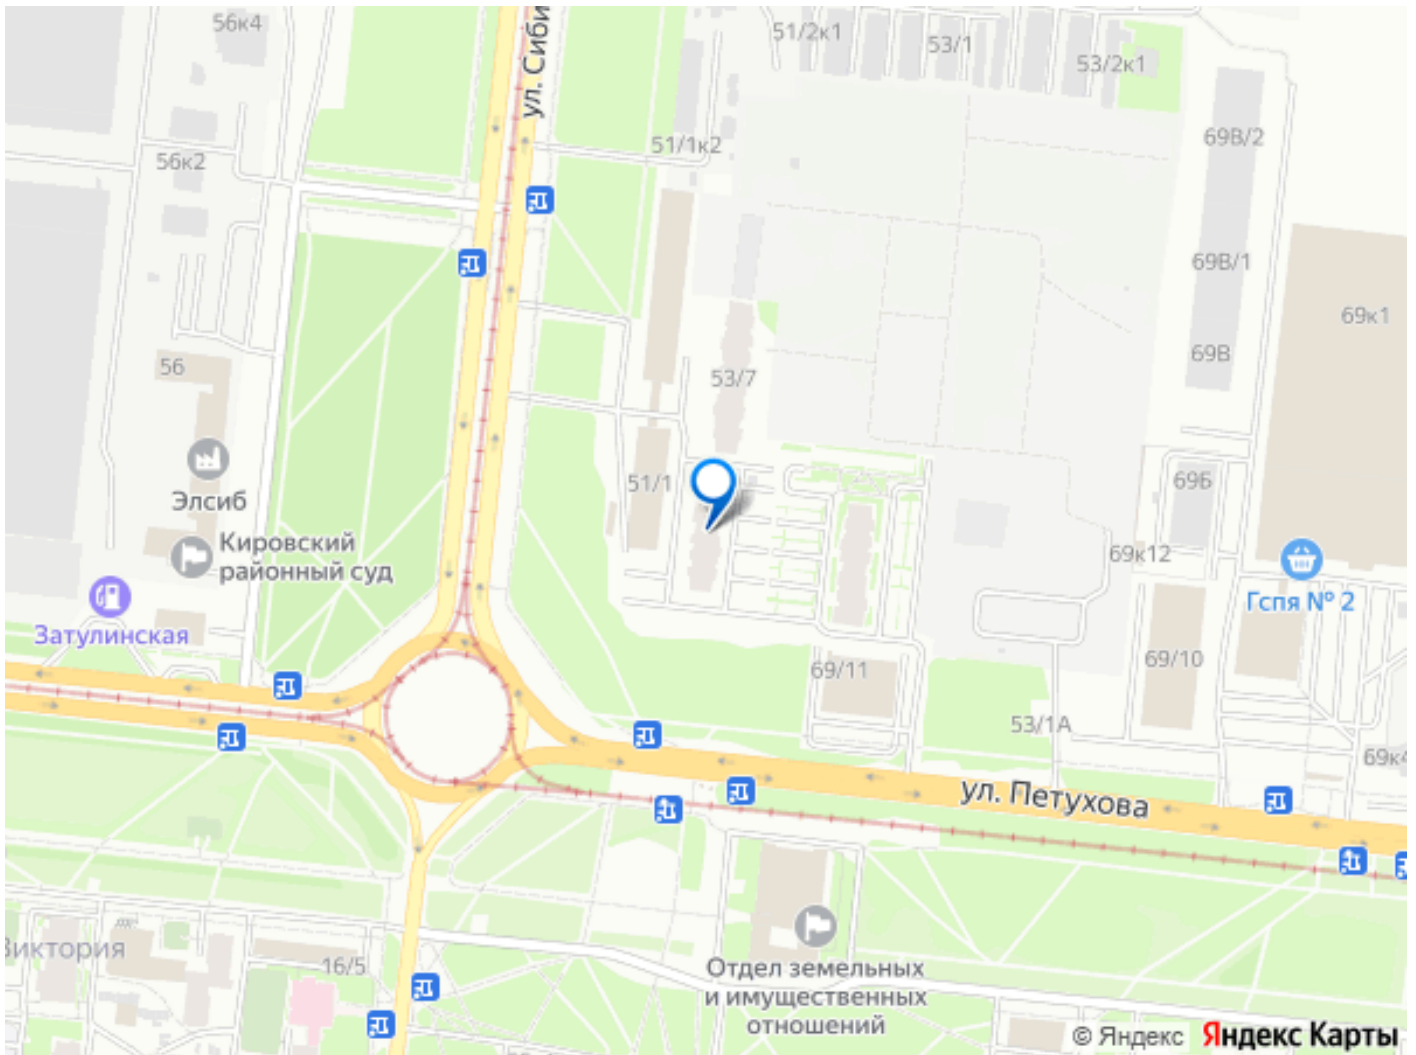 56к4
ул. Сиби
51/2к1
53/1
53/2к1
51/1к2
69В/2
56к2
69В/1
69к1
69В
56
53/7
51/1
69Б
Элсиб
Кировский
районный суд
69к12
Затулинская
Гспя № 2
69/11
69/10
53/1А
69к4
ул. Петухова
Виктория
16/5
Отдел земельных
и имущественных
отношений
© Яндекс Яндекс Карты